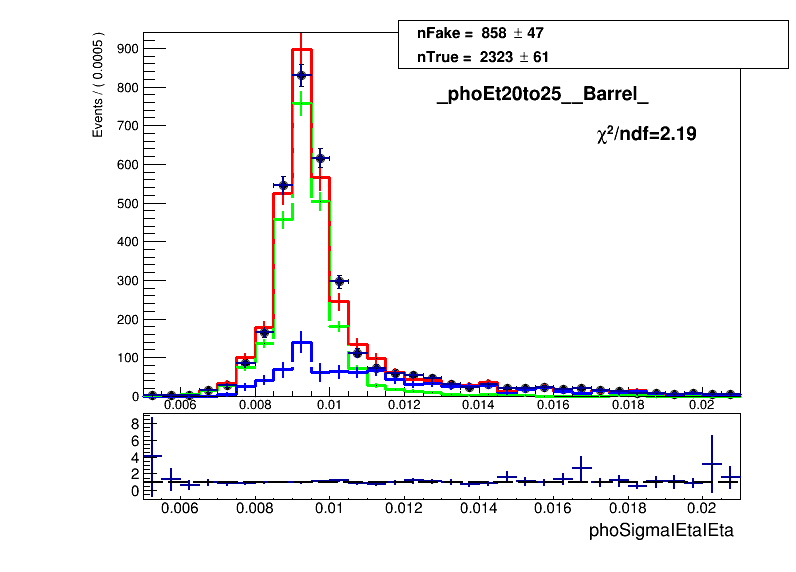 nFake = 858 ± 47
nTrue = 2323 ± 61
_phoEt20to25__Barrel_
χ²/ndf=2.19
Events / ( 0.0005 )
900
800
700
600
500
400
300
200
100
0
0.006 0.008 0.01 0.012 0.014 0.016 0.018 0.02
8
6
4
2
0
0.006 0.008 0.01 0.012 0.014 0.016 0.018 0.02
phoSigmaIEtaIEta